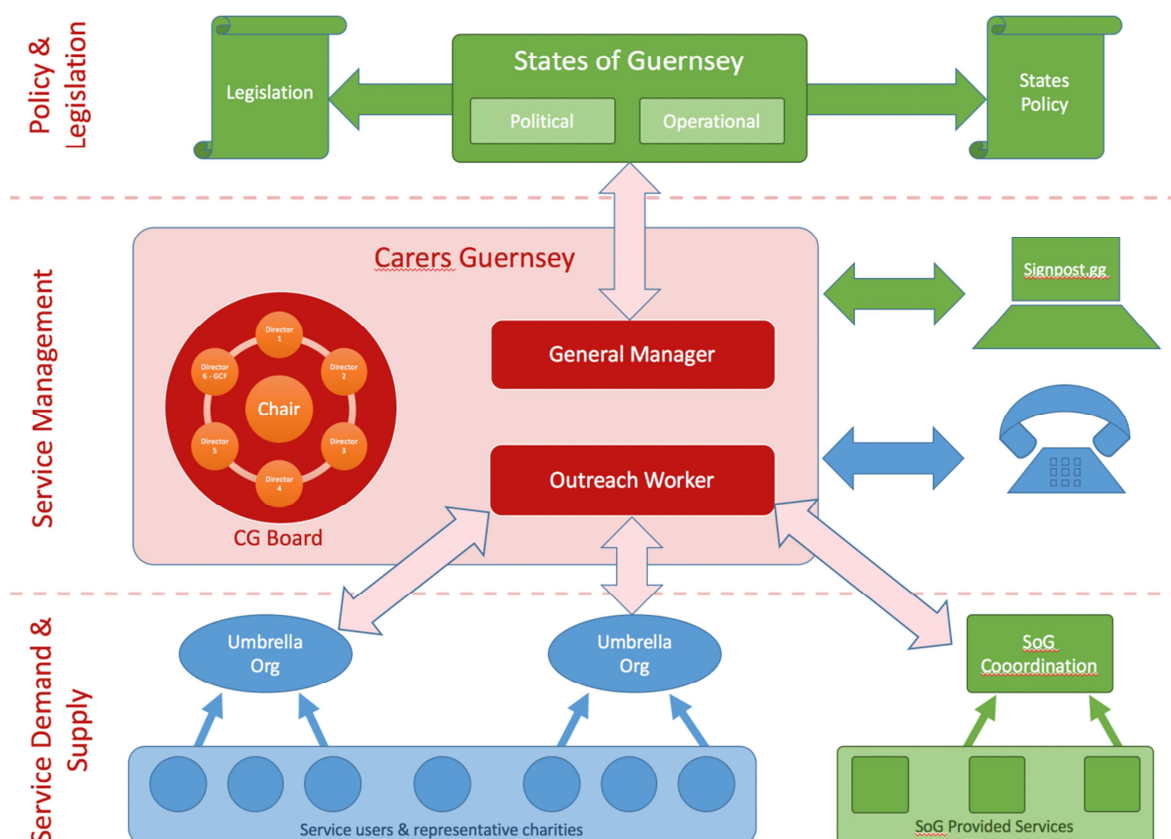 Policy &
Legislation
Legislation
States of Guernsey
Political
Operational
States
Policy
Service Management
Carers Guernsey
Director
1
Director
2
Director
3
Director
4
Director
5
Director
6 - GCF
Chair
CG Board
General Manager
Outreach Worker
Signpost.gg
Service Demand &
Supply
Umbrella
Org
Umbrella
Org
SoG
Cooordination
Service users & representative charities
SoG Provided Services